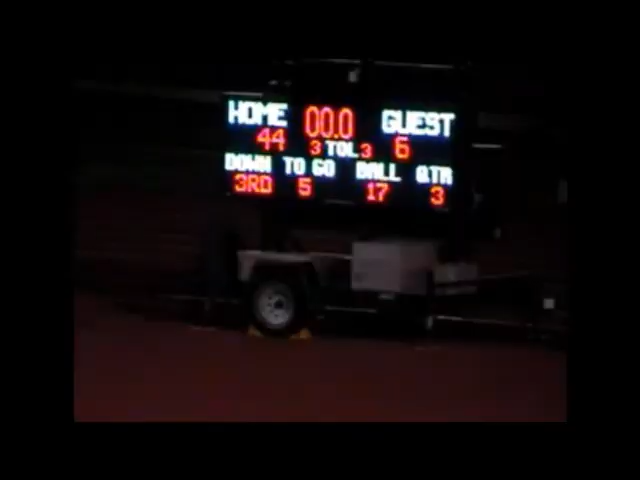 HOME 00.0 GUEST
44 3 TOL 3 6
DOWN TO GO BALL QTR
3RD 5 17 3